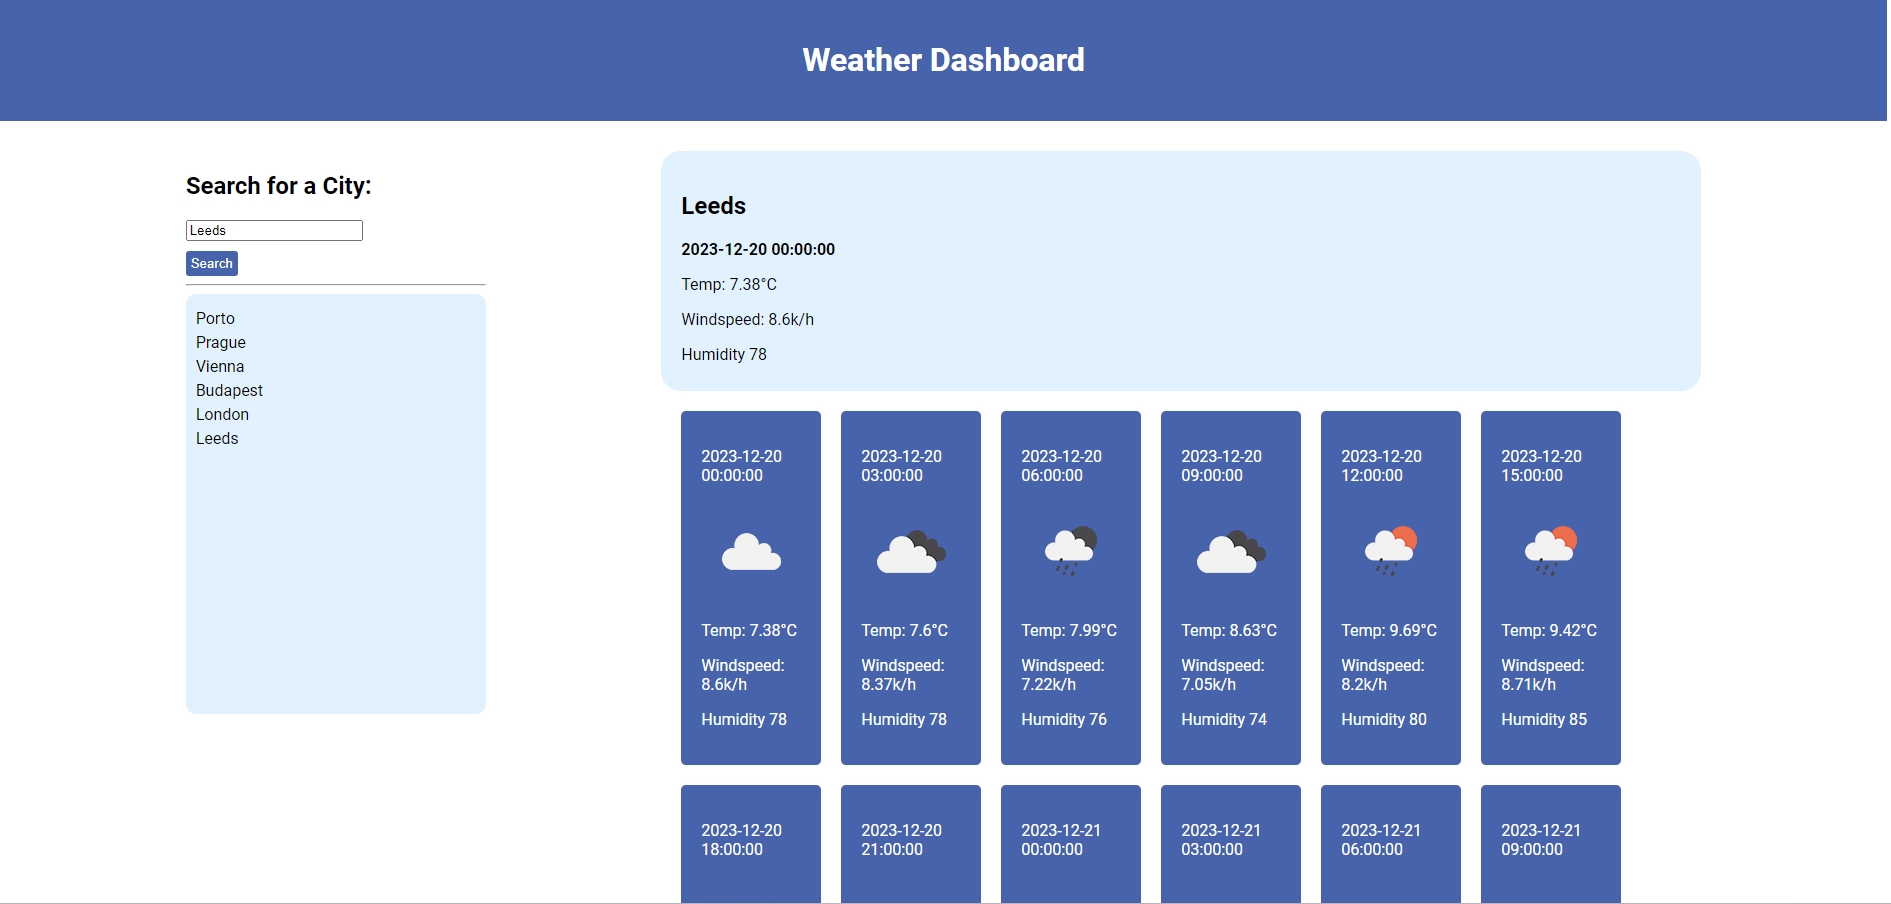 Weather Dashboard
Search for a City:
Leeds
Search
Porto
Prague
Vienna
Budapest
London
Leeds
Leeds
2023-12-20 00:00:00
Temp: 7.38°C
Windspeed: 8.6k/h
Humidity 78
2023-12-20
00:00:00
Temp: 7.38°C
Windspeed:
8.6k/h
Humidity 78
2023-12-20
03:00:00
Temp: 7.6°C
Windspeed:
8.37k/h
Humidity 78
2023-12-20
06:00:00
Temp: 7.99°C
Windspeed:
7.22k/h
Humidity 76
2023-12-20
09:00:00
Temp: 8.63°C
Windspeed:
7.05k/h
Humidity 74
2023-12-20
12:00:00
Temp: 9.69°C
Windspeed:
8.2k/h
Humidity 80
2023-12-20
15:00:00
Temp: 9.42°C
Windspeed:
8.71k/h
Humidity 85
2023-12-20
18:00:00
2023-12-20
21:00:00
2023-12-21
00:00:00
2023-12-21
03:00:00
2023-12-21
06:00:00
2023-12-21
09:00:00